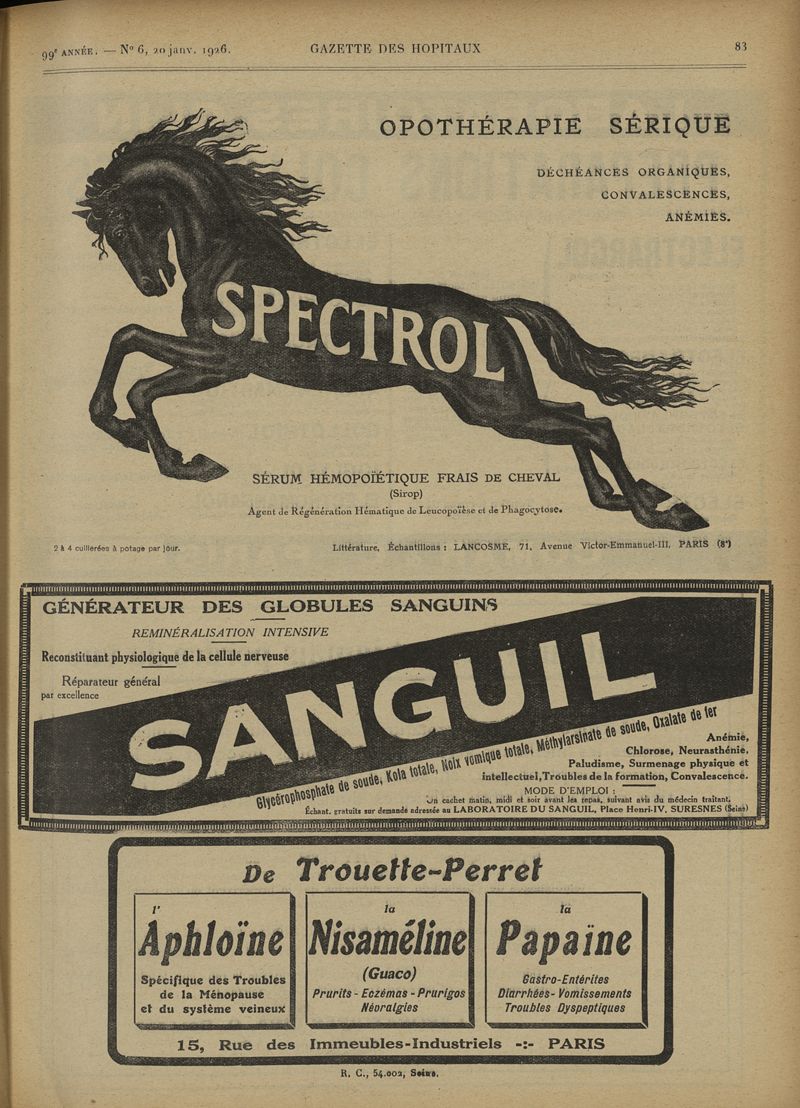 99e ANNÉE. — No 6, 20 janv. 1926.
GAZETTE DES HOPITAUX
83
OPOTHÉRAPIE SÉRIQUE
DÉCHÉANCES ORGANIQUES,
CONVALESCENCES,
ANÉMIES.
SPECTROL
SÉRUM HÉMOPOÏÉTIQUE FRAIS DE CHEVAL
(Sirop)
Agent de Régénération Hématique de Leucopoïèse et de Phagocytose.
2 à 4 cuillerées à potage par jour.
Littérature, Échantillons : LANCOSME, 71, Avenue Victor-Emmanuel-III, PARIS (8e)
GÉNÉRATEUR DES GLOBULES SANGUINS
REMINÉRALISATION INTENSIVE
Reconstituant physiologique de la cellule nerveuse
Réparateur général
par excellence
SANGUIL
Glycérophosphate de soude, Kola totale, Noix vomique totale, Méthylarsinate de soude, Oxalate de fer
Anémie,
Chlorose, Neurasthénie,
Paludisme, Surmenage physique et
intellectuel, Troubles de la formation, Convalescence.
MODE D'EMPLOI :
Un cachet matin, midi et soir avant les repas, suivant avis du médecin traitant.
Échant. gratuits sur demande adressée au LABORATOIRE DU SANGUIL, Place Henri-IV, SURESNES (Seine)
De Trouette-Perret
l'
Aphloïne
Spécifique des Troubles
de la Ménopause
et du système veineux
la
Nisaméline
(Guaco)
Prurits - Eczémas - Prurigos
Névralgies
la
Papaïne
Gastro-Entérites
Diarrhées - Vomissements
Troubles Dyspeptiques
15, Rue des Immeubles-Industriels -:- PARIS
R. C., 54.002, Seine.